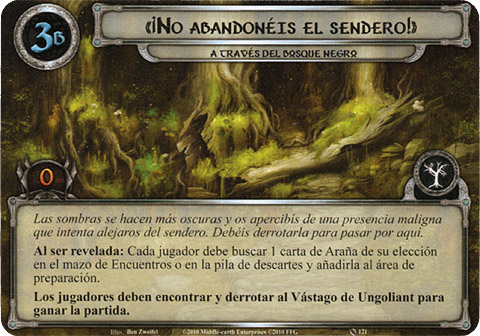 3B
«¡No abandonéis el sendero!»
A través del Bosque Negro
0
Las sombras se hacen más oscuras y os apercibís de una presencia maligna
que intenta alejaros del sendero. Debéis derrotarla para pasar por aquí.
Al ser revelada: Cada jugador debe buscar 1 carta de Araña de su elección
en el mazo de Encuentros o en la pila de descartes y añadirla al área de
preparación.
Los jugadores deben encontrar y derrotar al Vástago de Ungoliant para
ganar la partida.
Ilus. Ben Zweifel ©2010 Middle-earth Enterprises ©2010 FFG 121